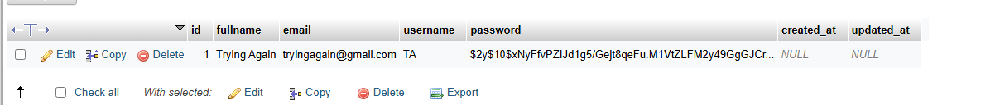 id fullname email username password created_at updated_at
Edit Copy Delete 1 Trying Again tryingagain@gmail.com TA $2y$10$xNyFfvPZIJd1g5/Gejt8qeFu.M1VtZLFM2y49GgGJCr... NULL NULL
Check all With selected: Edit Copy Delete Export